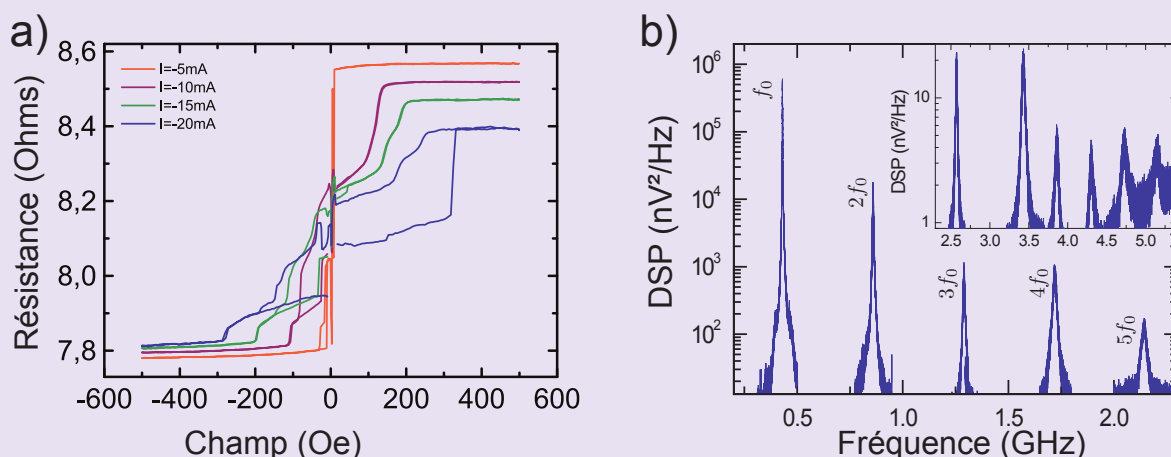 a)
8,6
8,4
8,2
8,0
7,8
Résistance (Ohms)
I=-5mA
I=-10mA
I=-15mA
I=-20mA
-600 -400 -200 0 200 400 600
Champ (Oe)
b)
10⁶
10⁵
10⁴
10³
10²
DSP (nV²/Hz)
f₀
2f₀
3f₀
4f₀
5f₀
0.5 1.0 1.5 2.0
Fréquence (GHz)
10
1
DSP (nV²/Hz)
2.5 3.0 3.5 4.0 4.5 5.0